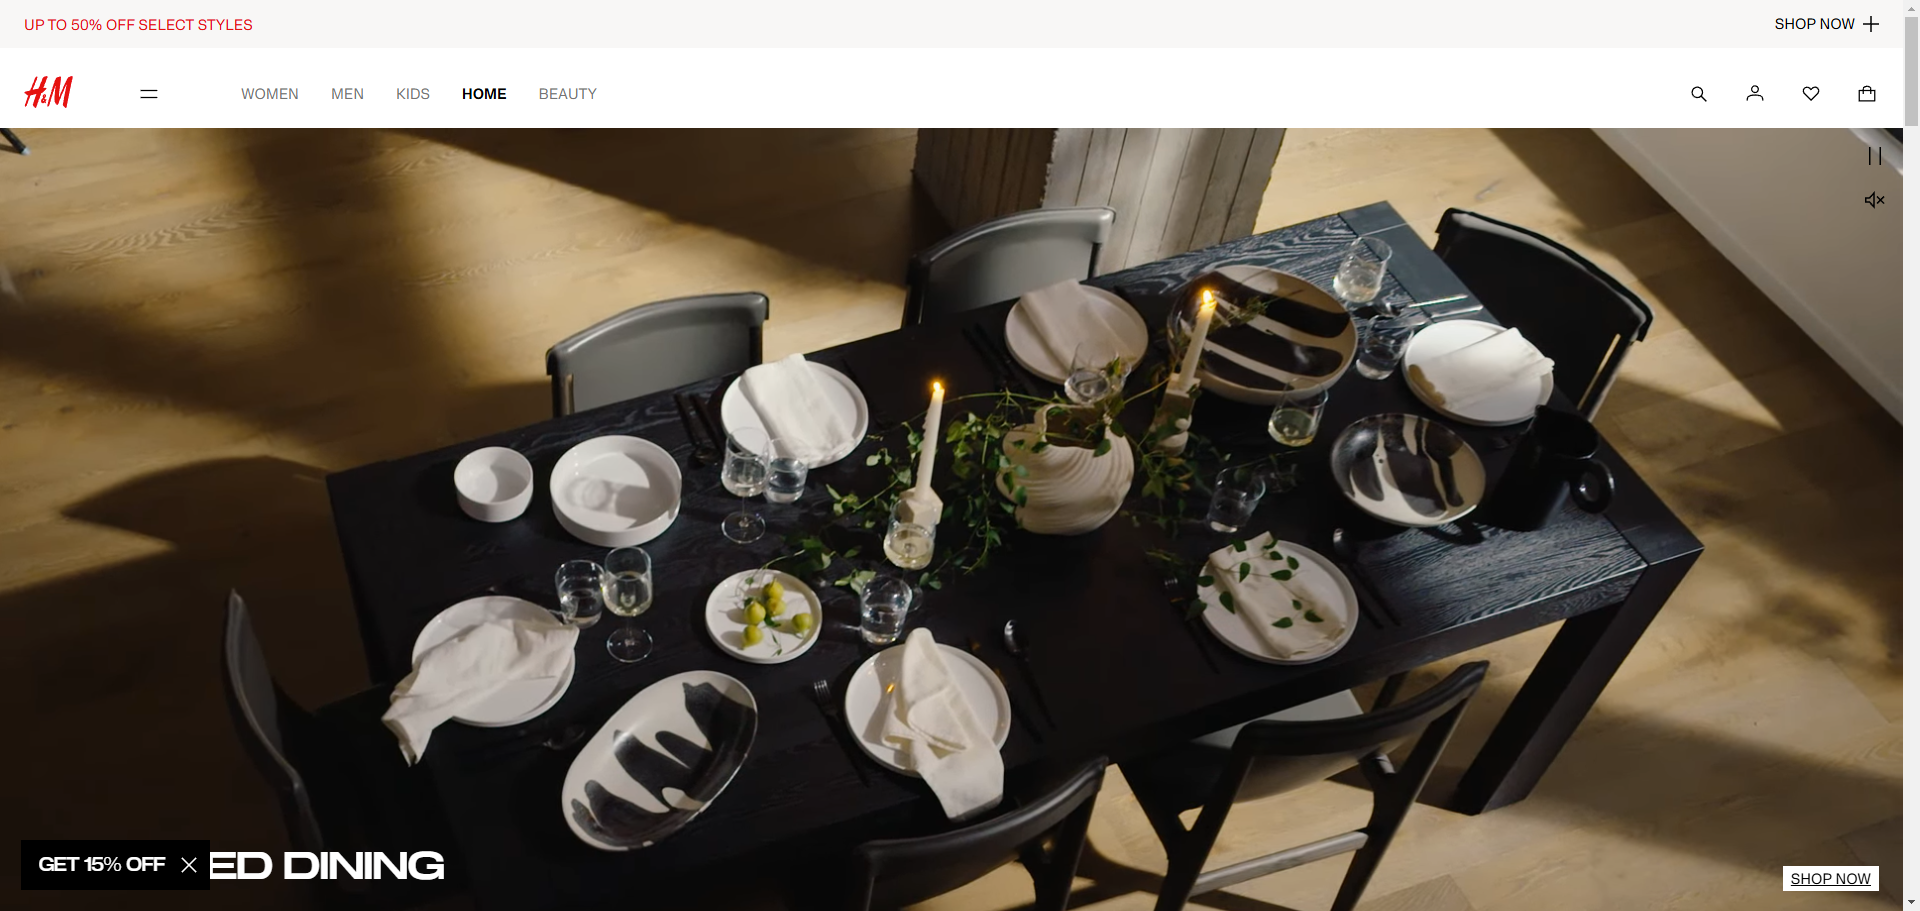 UP TO 50% OFF SELECT STYLES
SHOP NOW
H&M
WOMEN MEN KIDS HOME BEAUTY
ED DINING
GET 15% OFF
SHOP NOW